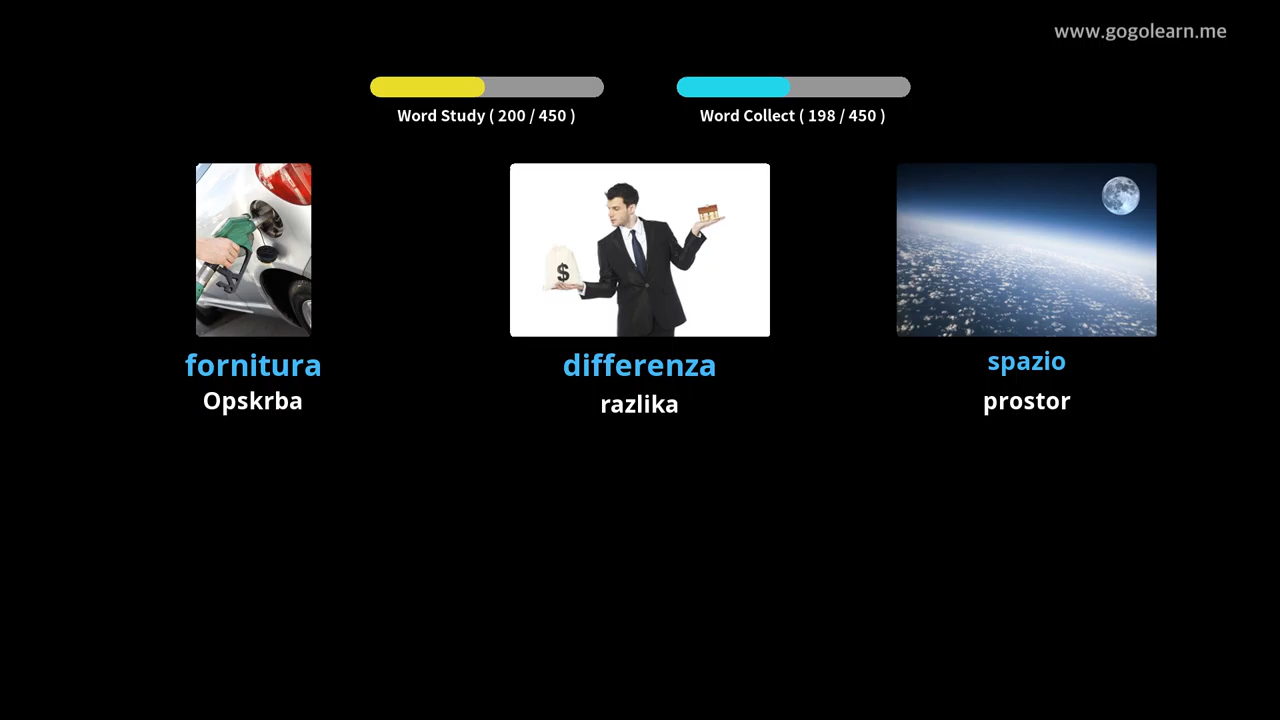 www.gogolearn.me
Word Study ( 200 / 450 )
Word Collect ( 198 / 450 )
$
fornitura
Opskrba
differenza
razlika
spazio
prostor